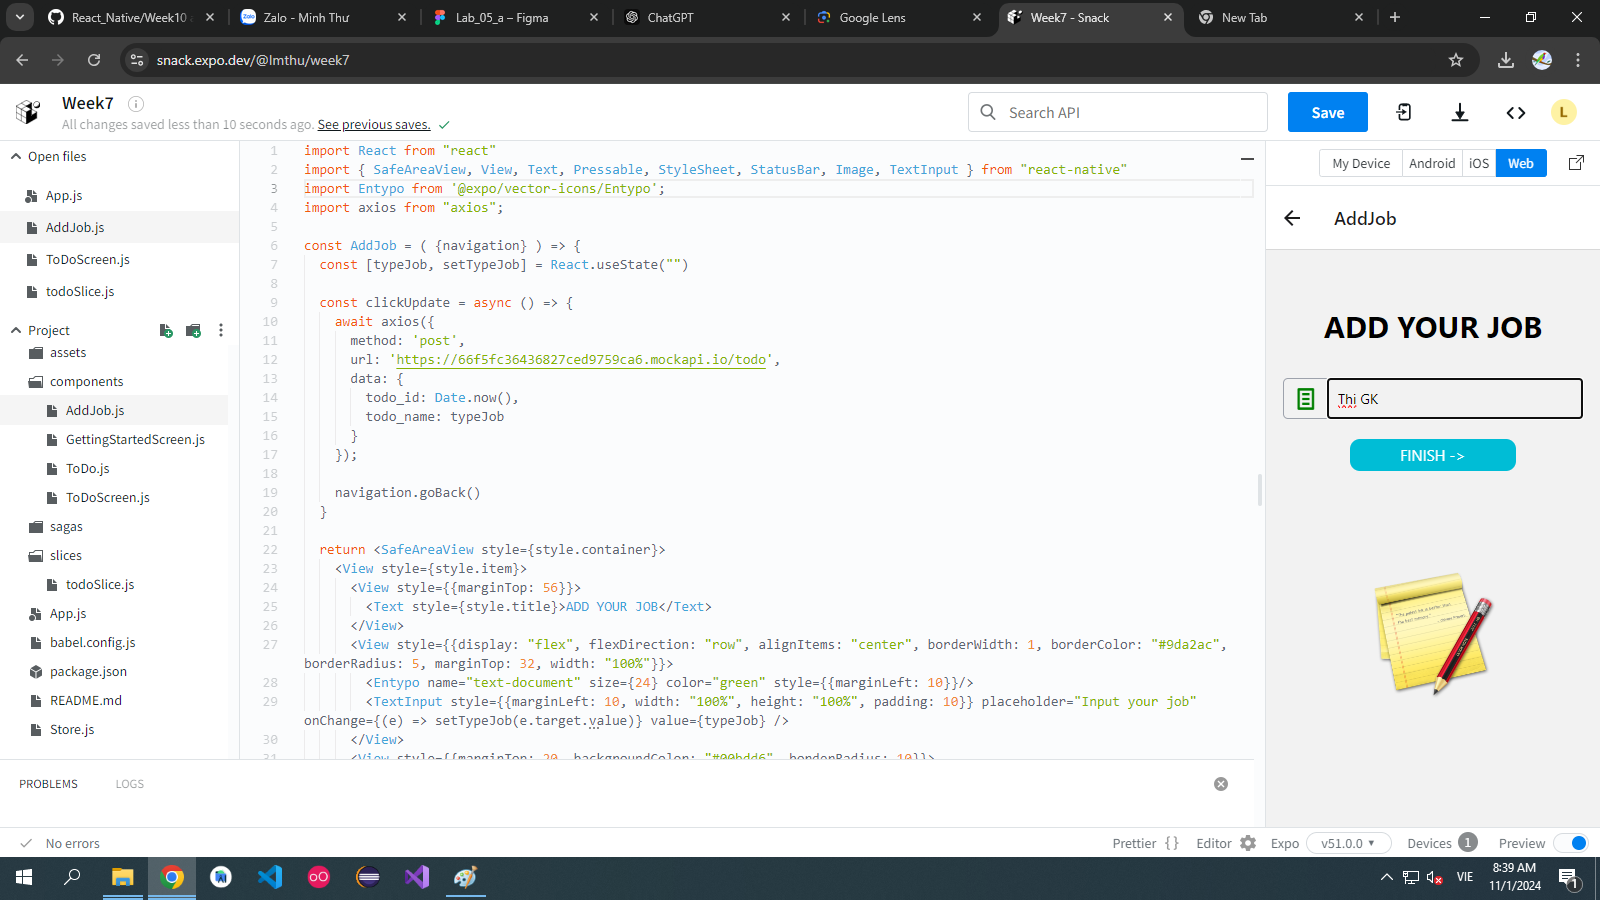 React_Native/Week10
Zalo - Minh Thư
Lab_05_a – Figma
ChatGPT
Google Lens
Week7 - Snack
New Tab
snack.expo.dev/@lmthu/week7
Week7
All changes saved less than 10 seconds ago. See previous saves.
Search API
Save
L
Open files
App.js
AddJob.js
ToDoScreen.js
todoSlice.js
Project
assets
components
AddJob.js
GettingStartedScreen.js
ToDo.js
ToDoScreen.js
sagas
slices
todoSlice.js
App.js
babel.config.js
package.json
README.md
Store.js
1 import React from "react"
2 import { SafeAreaView, View, Text, Pressable, StyleSheet, StatusBar, Image, TextInput } from "react-native"
3 import Entypo from '@expo/vector-icons/Entypo';
4 import axios from "axios";
5
6 const AddJob = ( {navigation} ) => {
7 const [typeJob, setTypeJob] = React.useState("")
8
9 const clickUpdate = async () => {
10 await axios({
11 method: 'post',
12 url: 'https://66f5fc36436827ced9759ca6.mockapi.io/todo',
13 data: {
14 todo_id: Date.now(),
15 todo_name: typeJob
16 }
17 });
18
19 navigation.goBack()
20 }
21
22 return <SafeAreaView style={style.container}>
23 <View style={style.item}>
24 <View style={{marginTop: 56}}>
25 <Text style={style.title}>ADD YOUR JOB</Text>
26 </View>
27 <View style={{display: "flex", flexDirection: "row", alignItems: "center", borderWidth: 1, borderColor: "#9da2ac",
borderRadius: 5, marginTop: 32, width: "100%"}}>
28 <Entypo name="text-document" size={24} color="green" style={{marginLeft: 10}}/>
29 <TextInput style={{marginLeft: 10, width: "100%", height: "100%", padding: 10}} placeholder="Input your job"
onChange={(e) => setTypeJob(e.target.value)} value={typeJob} />
30 </View>
31 <View style={{marginTop: 20, backgroundColor: "#00bdd6", borderRadius: 10}}>
My Device
Android
iOS
Web
AddJob
ADD YOUR JOB
Thi GK
FINISH ->
PROBLEMS
LOGS
No errors
Prettier {}
Editor
Expo
v51.0.0
Devices 1
Preview
VIE
8:39 AM
11/1/2024
1